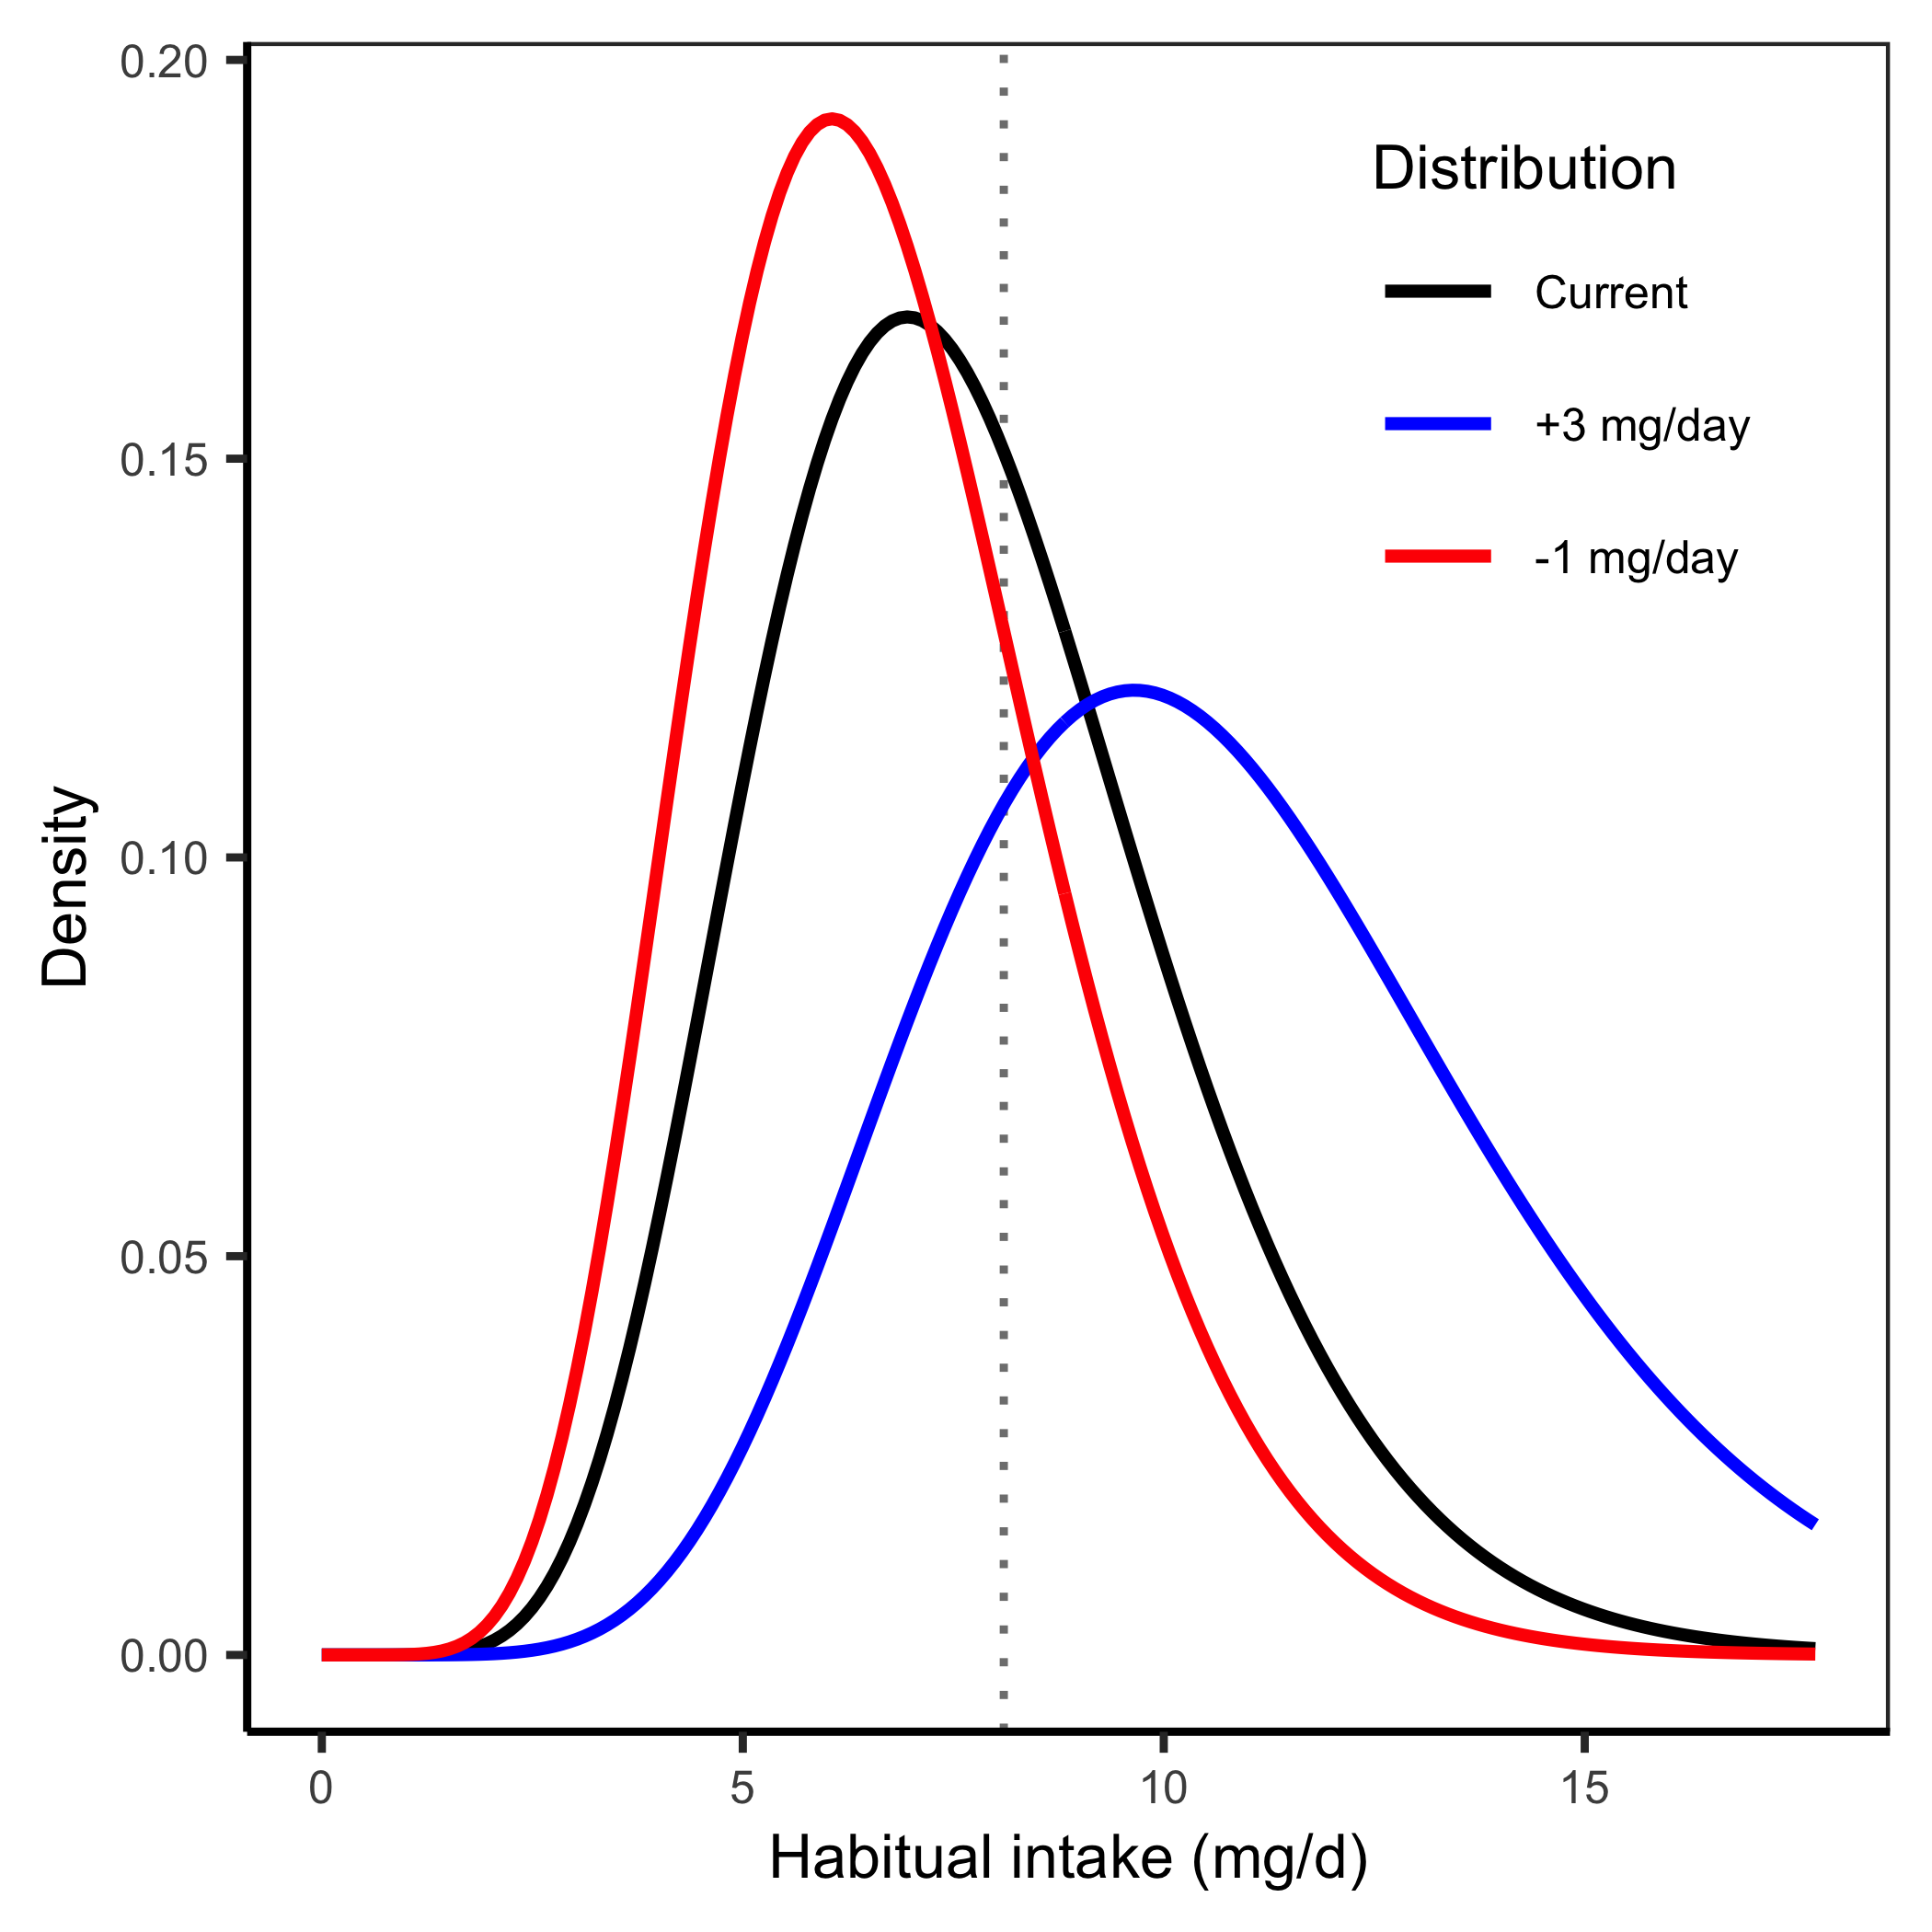 0.20
0.15
0.10
0.05
0.00
Density
Distribution
Current
+3 mg/day
-1 mg/day
0 5 10 15
Habitual intake (mg/d)